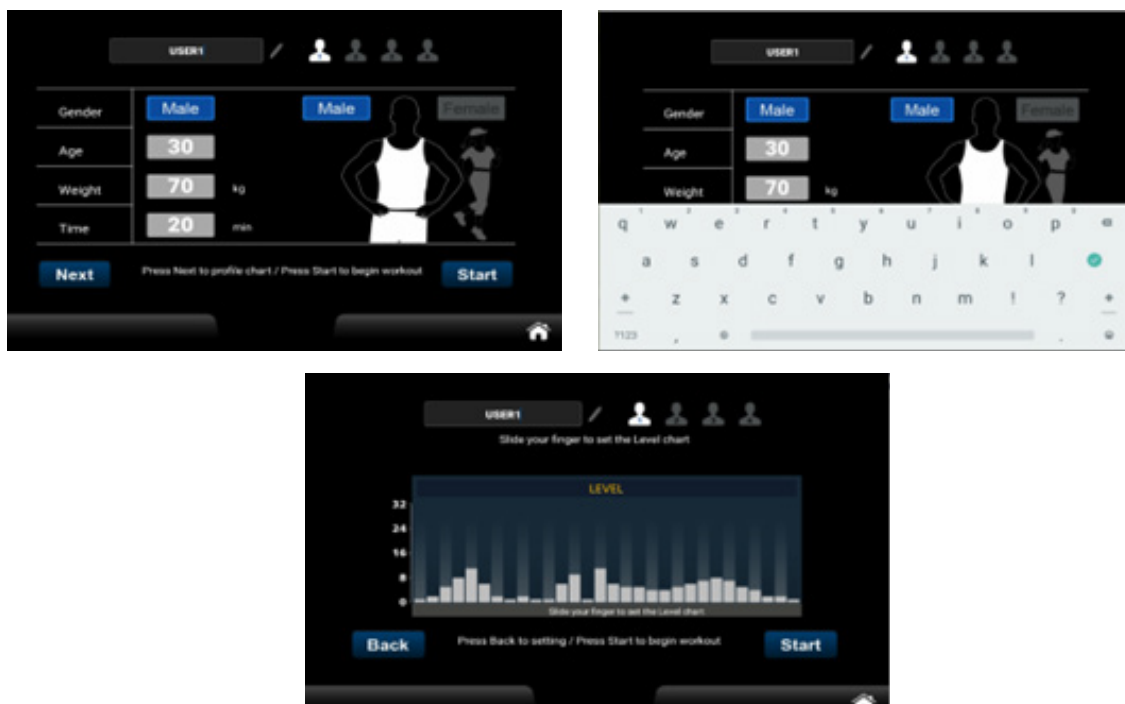 USER1
Gender Male Male Female
Age 30
Weight 70 kg
Time 20 min
Next Press Next to profile chart / Press Start to begin workout Start
USER1
Gender Male Male Female
Age 30
Weight 70 kg
q w e r t y u i o p
a s d f g h j k l
z x c v b n m ! ?
?123 , .
USER1
Slide your finger to set the Level chart
LEVEL
32
24
16
8
0
Slide your finger to set the Level chart
Back Press Back to setting / Press Start to begin workout Start